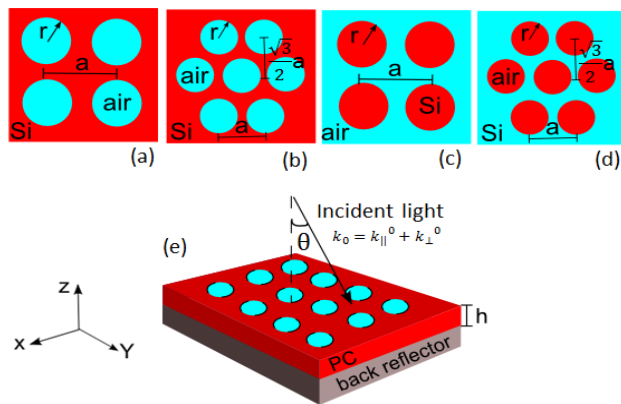 r
a
air
Si
(a)
r
√3/2 a
air
a
Si
(b)
r
a
Si
air
(c)
r
√3/2 a
air
a
Si
(d)
(e)
Incident light
k₀ = k||⁰ + k⊥⁰
θ
z
x
Y
h
PC
back reflector